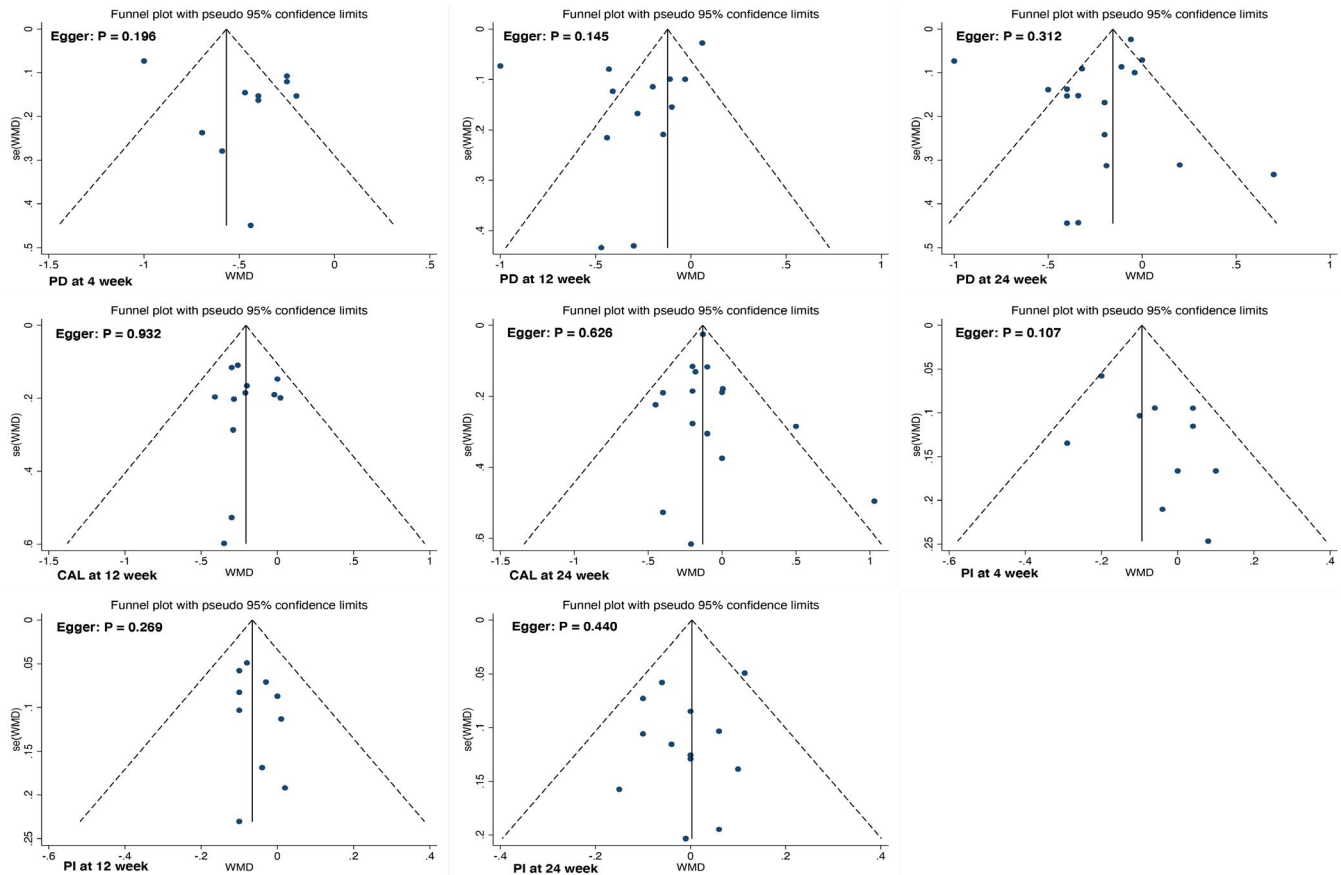 Funnel plot with pseudo 95% confidence limits
Egger: P = 0.196
0
.1
.2
.3
.4
.5
se(WMD)
-1.5 -1 -.5 0 .5
WMD
PD at 4 week
Funnel plot with pseudo 95% confidence limits
Egger: P = 0.145
0
.1
.2
.3
.4
se(WMD)
-1 -.5 0 .5 1
WMD
PD at 12 week
Funnel plot with pseudo 95% confidence limits
Egger: P = 0.312
0
.1
.2
.3
.4
.5
se(WMD)
-1 -.5 0 .5 1
WMD
PD at 24 week
Funnel plot with pseudo 95% confidence limits
Egger: P = 0.932
0
.2
.4
.6
se(WMD)
-1.5 -1 -.5 0 .5 1
WMD
CAL at 12 week
Funnel plot with pseudo 95% confidence limits
Egger: P = 0.626
0
.2
.4
.6
se(WMD)
-1.5 -1 -.5 0 .5 1
WMD
CAL at 24 week
Funnel plot with pseudo 95% confidence limits
Egger: P = 0.107
0
.05
.1
.15
.2
.25
se(WMD)
-.6 -.4 -.2 0 .2 .4
WMD
PI at 4 week
Funnel plot with pseudo 95% confidence limits
Egger: P = 0.269
0
.05
.1
.15
.2
.25
se(WMD)
-.6 -.4 -.2 0 .2 .4
WMD
PI at 12 week
Funnel plot with pseudo 95% confidence limits
Egger: P = 0.440
0
.05
.1
.15
.2
se(WMD)
-.4 -.2 0 .2 .4
WMD
PI at 24 week